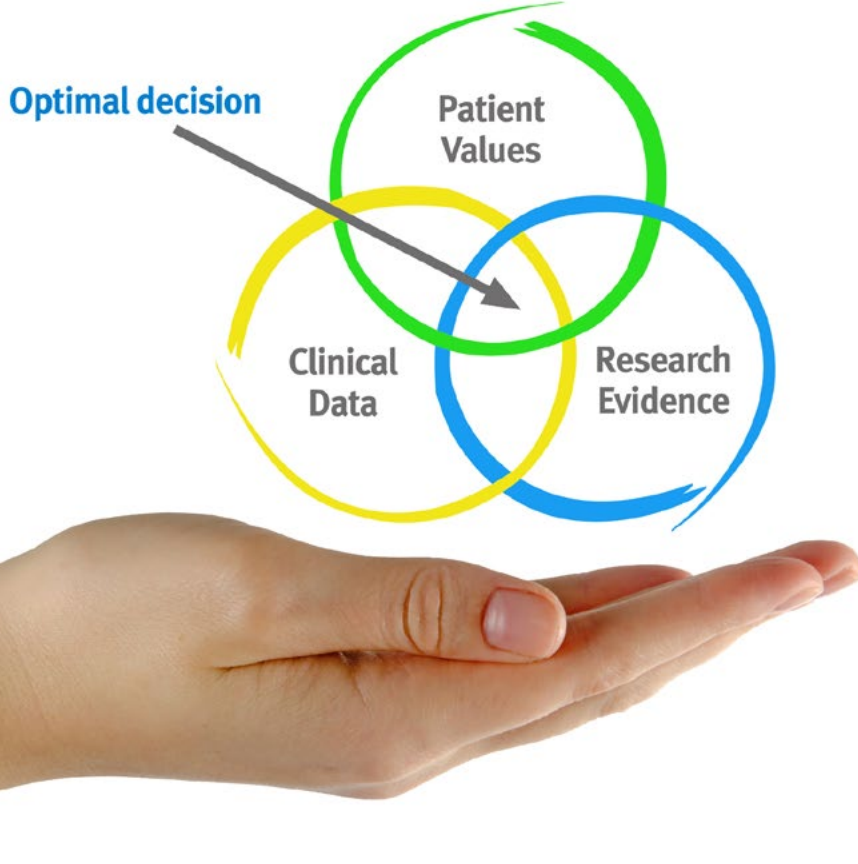 Optimal decision
Patient
Values
Clinical
Data
Research
Evidence